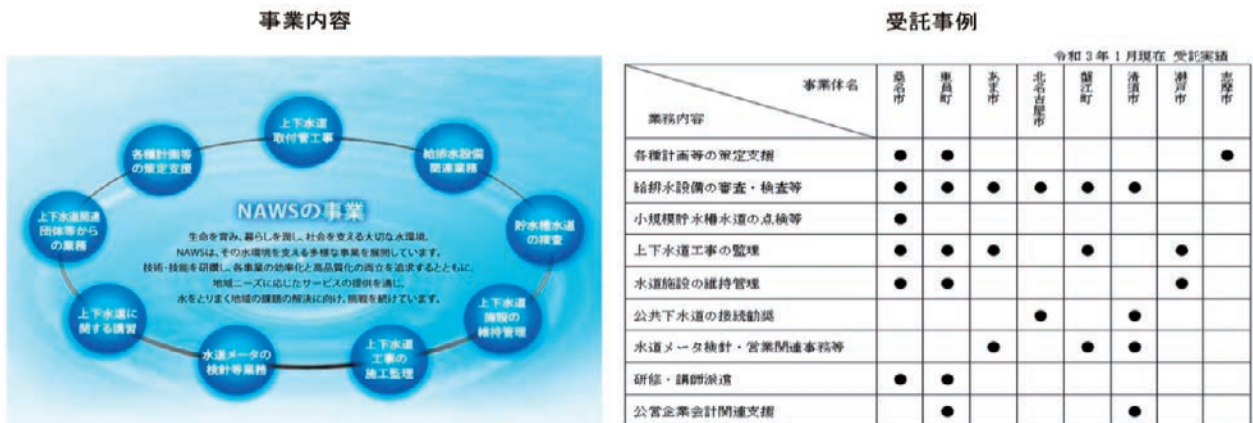 事業内容
上下水道
取付管工事
各種計画等
の策定支援
給排水設備
関連業務
上下水道関連
団体等から
の業務
貯水槽水道
の検査
NAWSの事業
生命を育み、暮らしを潤し、社会を支える大切な水環境。
NAWSは、その水環境を支える多様な事業を展開しています。
技術・技能を研鑽し、各事業の効率化と高品質化の両立を追求するとともに、
地域ニーズに応じたサービスの提供を通し、
水をとりまく地域の課題の解決に向け、挑戦を続けています。
上下水道に
関する講習
上下水道
施設の
維持管理
水道メータの
検針等業務
上下水道
工事の
施工監理
受託事例
令和3年1月現在 受託実績
事業体名
業務内容
桑名市
東員町
あま市
北名古屋市
蟹江町
清須市
瀬戸市
志摩市
各種計画等の策定支援 ● ● ●
給排水設備の審査・検査等 ● ● ● ● ● ●
小規模貯水槽水道の点検等 ●
上下水道工事の監理 ● ● ● ● ●
水道施設の維持管理 ● ● ●
公共下水道の接続勧奨 ● ●
水道メータ検針・営業関連事務等 ● ● ●
研修・講師派遣 ● ●
公営企業会計関連支援 ● ●